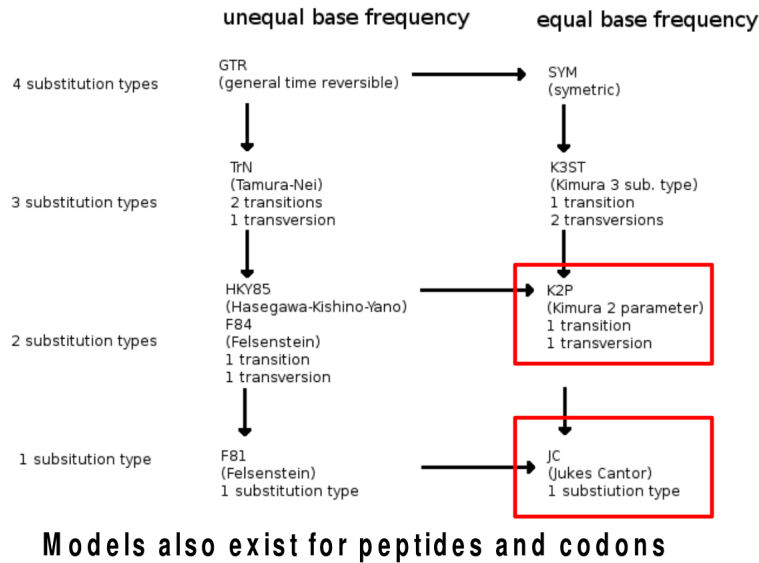 unequal base frequency
equal base frequency
4 substitution types
GTR
(general time reversible)
SYM
(symetric)
3 substitution types
TrN
(Tamura-Nei)
2 transitions
1 transversion
K3ST
(Kimura 3 sub. type)
1 transition
2 transversions
2 substitution types
HKY85
(Hasegawa-Kishino-Yano)
F84
(Felsenstein)
1 transition
1 transversion
K2P
(Kimura 2 parameter)
1 transition
1 transversion
1 subsitution type
F81
(Felsenstein)
1 substitution type
JC
(Jukes Cantor)
1 substiution type
Models also exist for peptides and codons